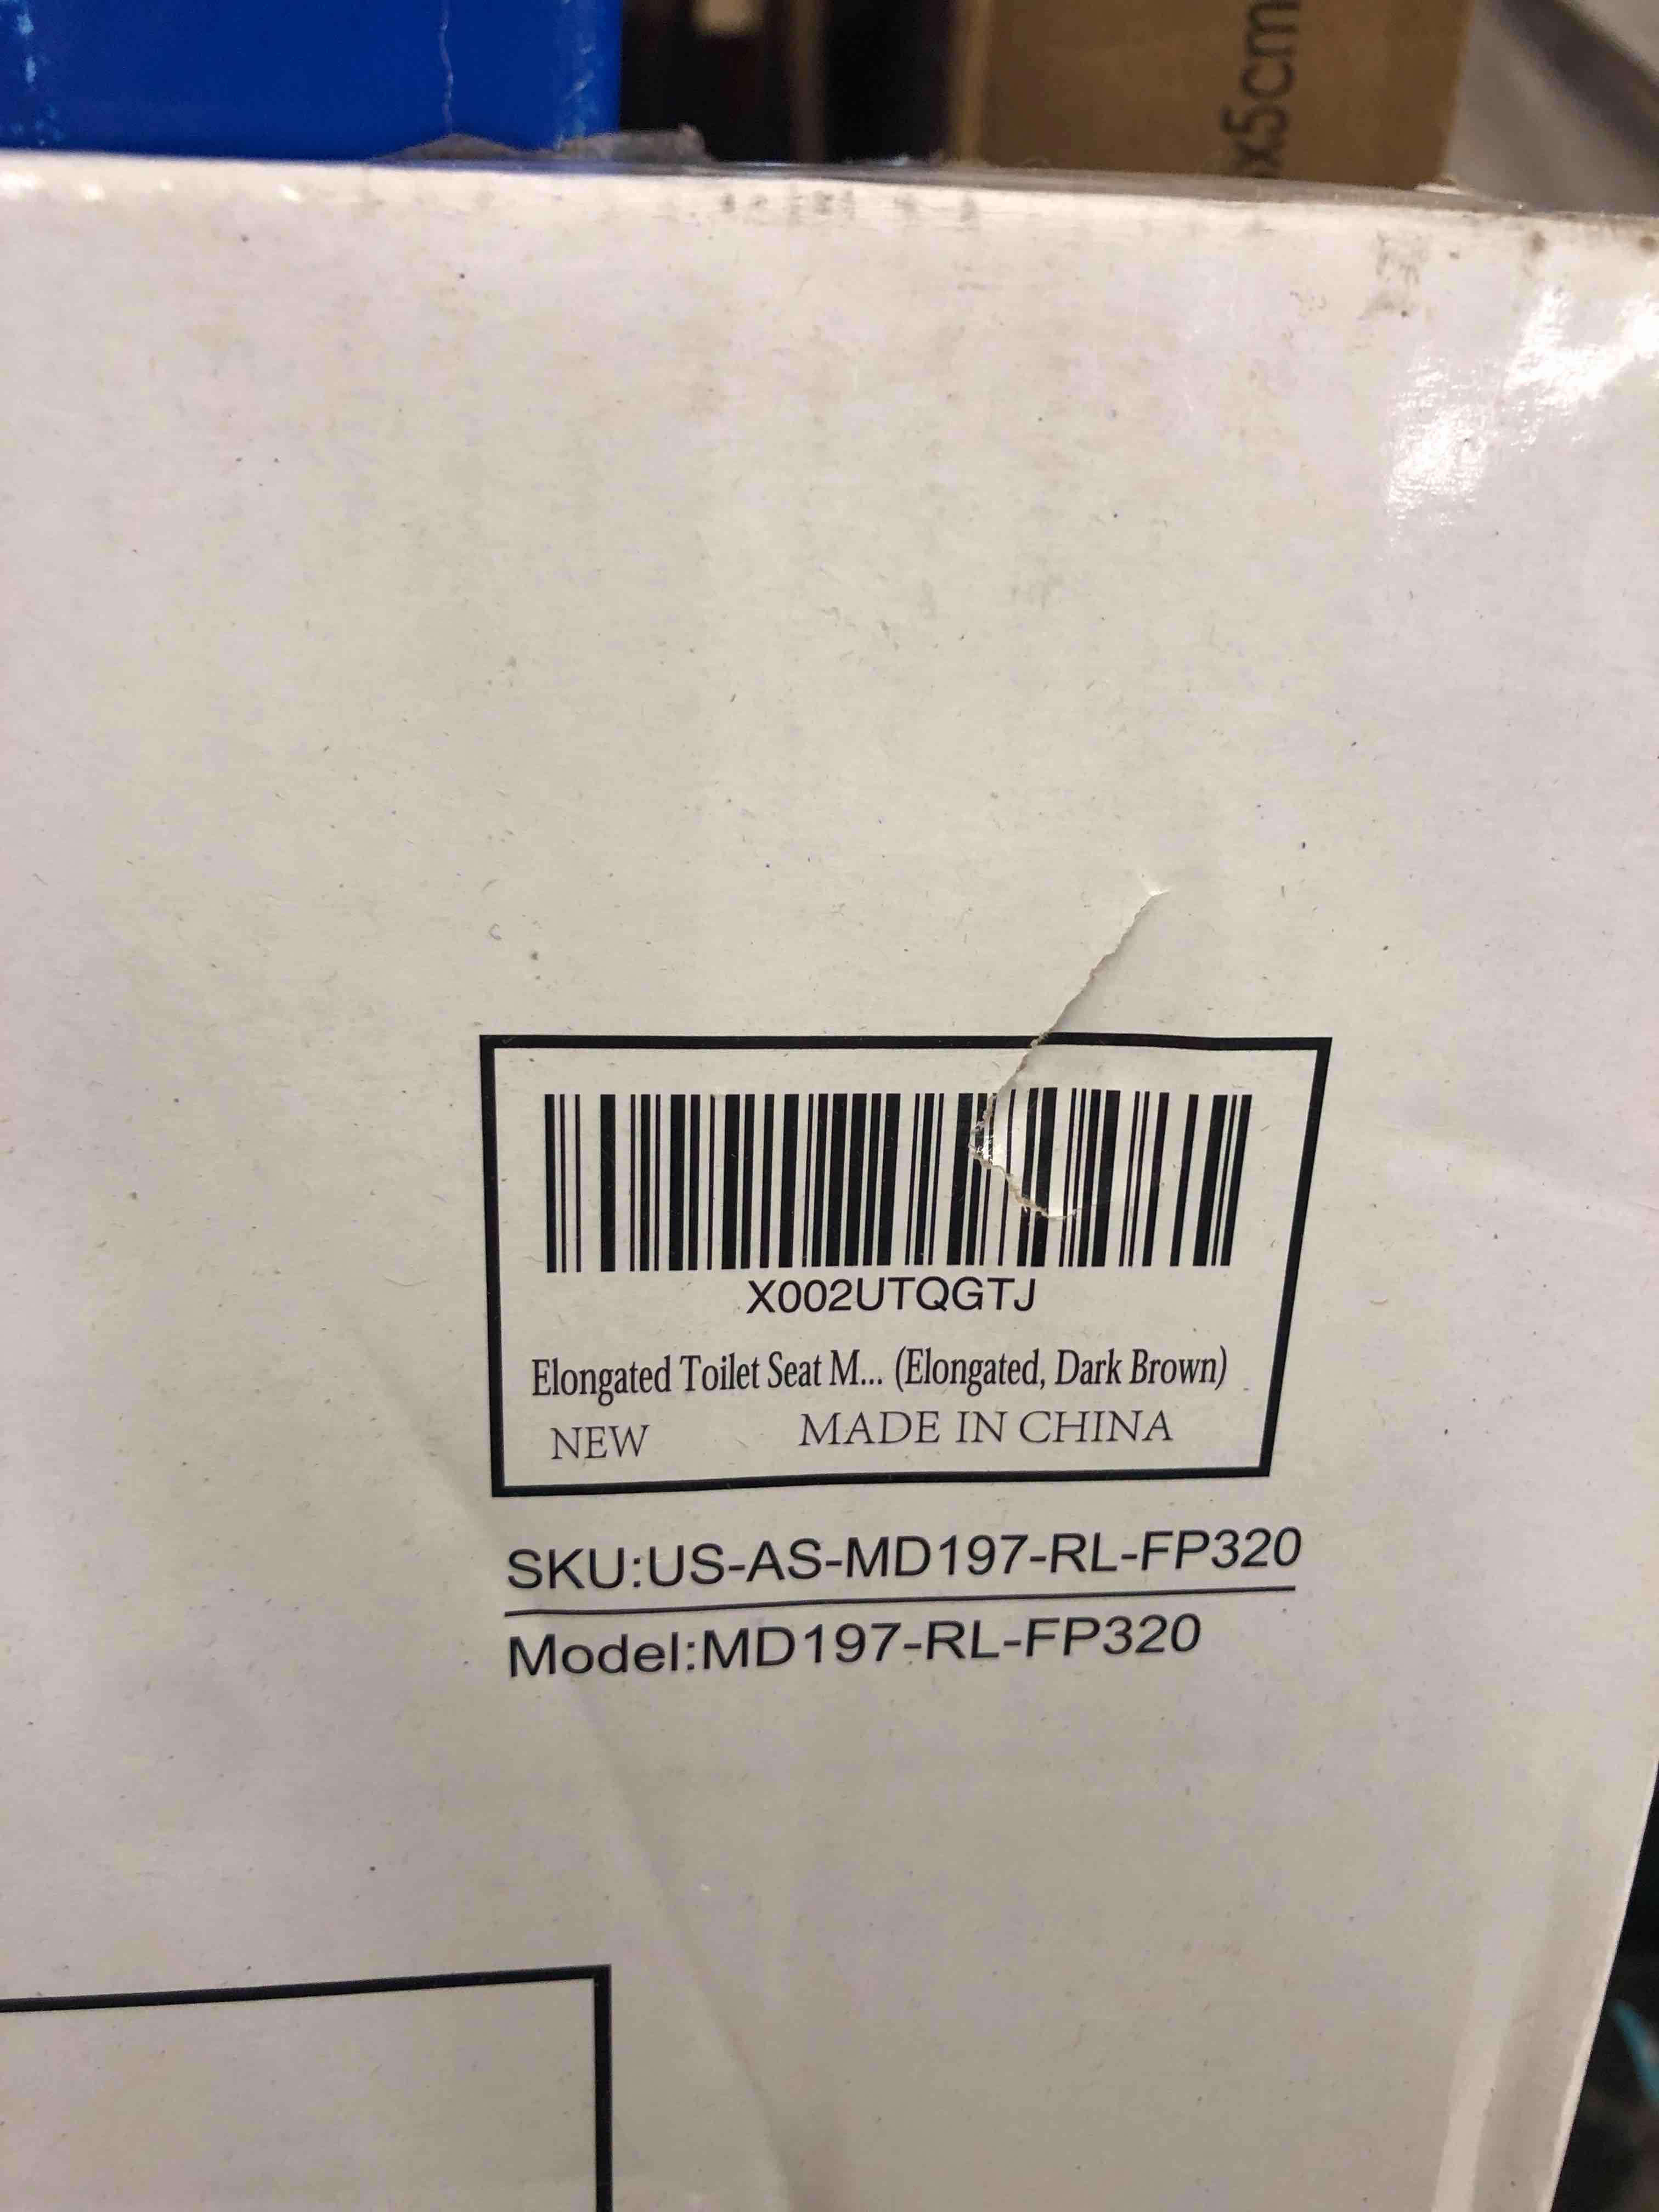 x5cm
X002UTQGTJ
Elongated Toilet Seat M... (Elongated, Dark Brown)
NEW MADE IN CHINA
SKU:US-AS-MD197-RL-FP320
Model:MD197-RL-FP320